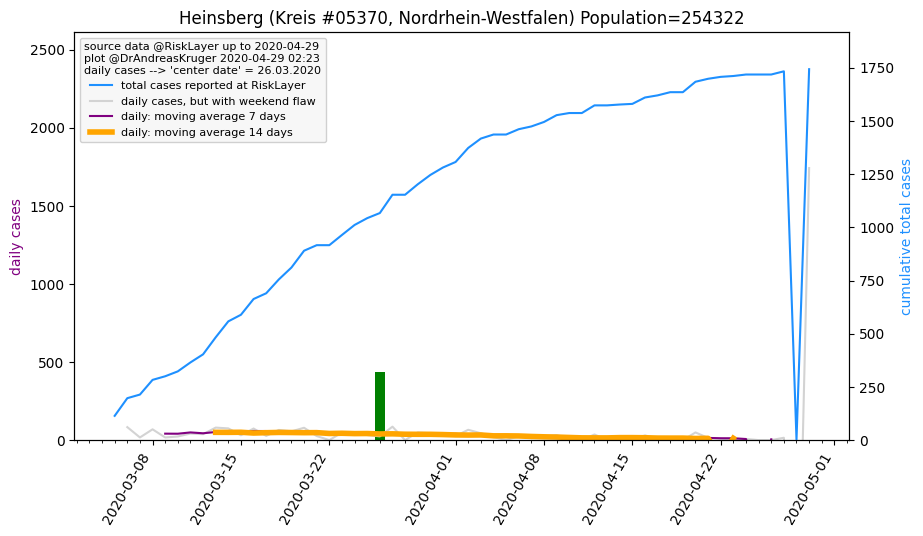 Heinsberg (Kreis #05370, Nordrhein-Westfalen) Population=254322
source data @RiskLayer up to 2020-04-29
plot @DrAndreasKruger 2020-04-29 02:23
daily cases --> 'center date' = 26.03.2020
total cases reported at RiskLayer
daily cases, but with weekend flaw
daily: moving average 7 days
daily: moving average 14 days
daily cases
2500
2000
1500
1000
500
0
cumulative total cases
1750
1500
1250
1000
750
500
250
0
2020-03-08
2020-03-15
2020-03-22
2020-04-01
2020-04-08
2020-04-15
2020-04-22
2020-05-01